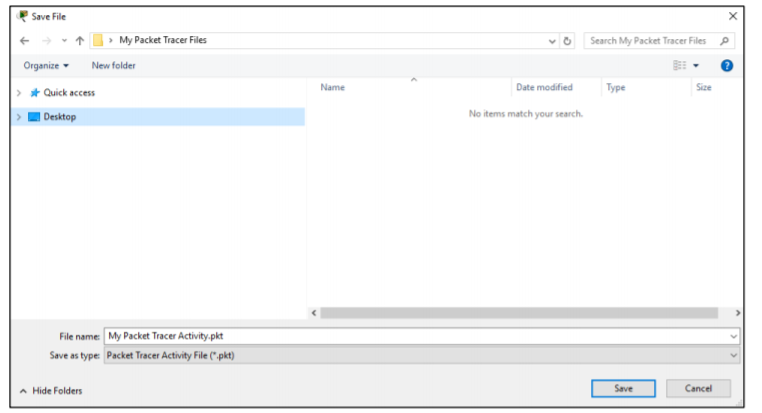 Save File
My Packet Tracer Files
Search My Packet Tracer Files
Organize
New folder
Quick access
Desktop
Name
Date modified
Type
Size
No items match your search.
File name: My Packet Tracer Activity.pkt
Save as type: Packet Tracer Activity File (*.pkt)
Hide Folders
Save
Cancel